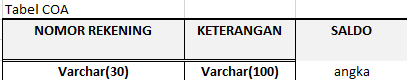 Tabel COA
NOMOR REKENING KETERANGAN SALDO
Varchar(30) Varchar(100) angka